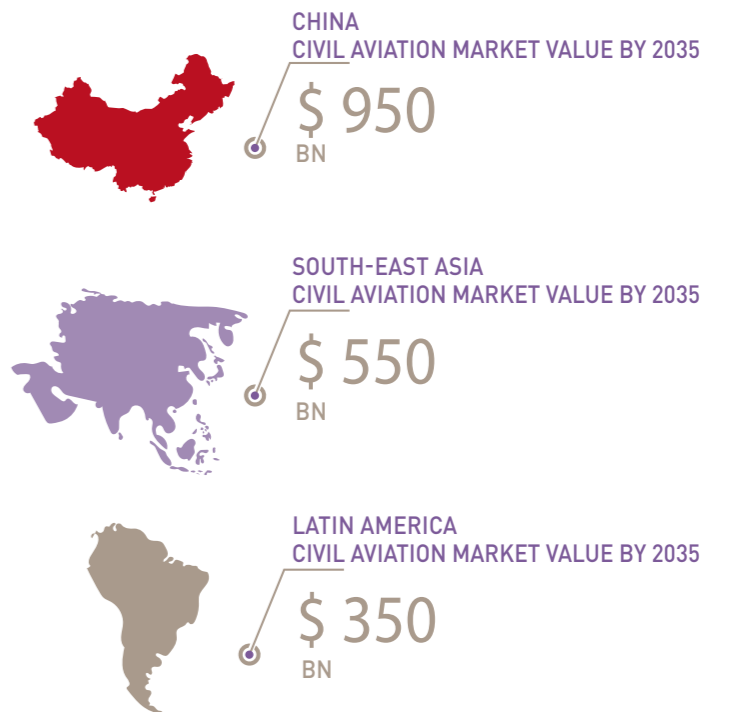 CHINA
CIVIL AVIATION MARKET VALUE BY 2035
$ 950
BN
SOUTH-EAST ASIA
CIVIL AVIATION MARKET VALUE BY 2035
$ 550
BN
LATIN AMERICA
CIVIL AVIATION MARKET VALUE BY 2035
$ 350
BN